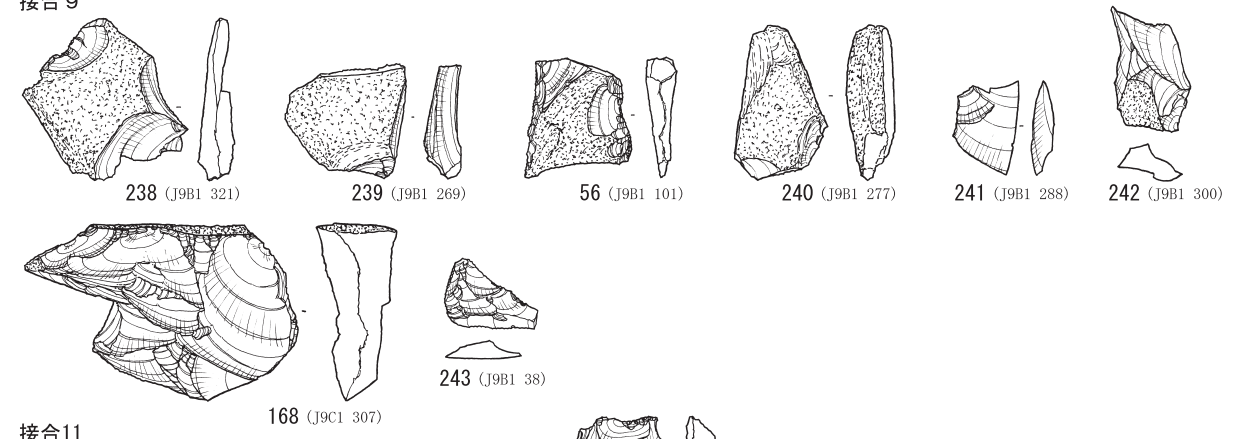 接合9
238 (J9B1 321)
239 (J9B1 269)
56 (J9B1 101)
240 (J9B1 277)
241 (J9B1 288)
242 (J9B1 300)
168 (J9C1 307)
243 (J9B1 38)
接合11